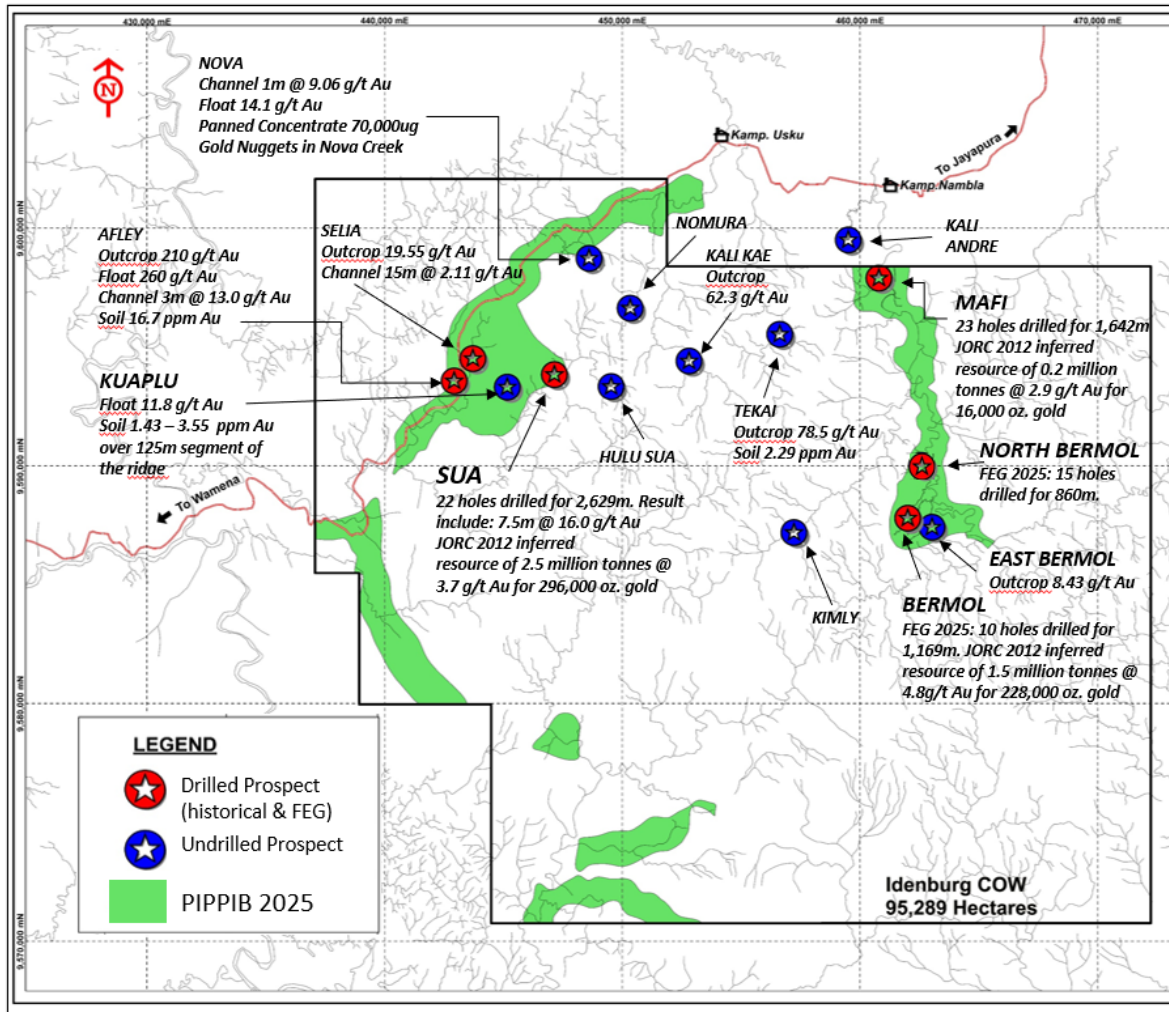 430,000 mE
440,000 mE
450,000 mE
460,000 mE
470,000 mE
N
NOVA
Channel 1m @ 9.06 g/t Au
Float 14.1 g/t Au
Panned Concentrate 70,000ug
Gold Nuggets in Nova Creek
Kamp. Usku
To Jayapura
Kamp.Nambla
9,600,000 mN
AFLEY
Outcrop 210 g/t Au
Float 260 g/t Au
Channel 3m @ 13.0 g/t Au
Soil 16.7 ppm Au
SELIA
Outcrop 19.55 g/t Au
Channel 15m @ 2.11 g/t Au
NOMURA
KALI KAE
Outcrop
62.3 g/t Au
KALI
ANDRE
MAFI
23 holes drilled for 1,642m
JORC 2012 inferred
resource of 0.2 million
tonnes @ 2.9 g/t Au for
16,000 oz. gold
KUAPLU
Float 11.8 g/t Au
Soil 1.43 – 3.55 ppm Au
over 125m segment of
the ridge
TEKAI
Outcrop 78.5 g/t Au
Soil 2.29 ppm Au
HULU SUA
9,590,000 mN
To Wamena
SUA
22 holes drilled for 2,629m. Result
include: 7.5m @ 16.0 g/t Au
JORC 2012 inferred
resource of 2.5 million tonnes @
3.7 g/t Au for 296,000 oz. gold
NORTH BERMOL
FEG 2025: 15 holes
drilled for 860m.
EAST BERMOL
Outcrop 8.43 g/t Au
KIMLY
BERMOL
FEG 2025: 10 holes drilled for
1,169m. JORC 2012 inferred
resource of 1.5 million tonnes @
4.8g/t Au for 228,000 oz. gold
9,580,000 mN
LEGEND
Drilled Prospect
(historical & FEG)
Undrilled Prospect
PIPPIB 2025
Idenburg COW
95,289 Hectares
9,570,000 mN